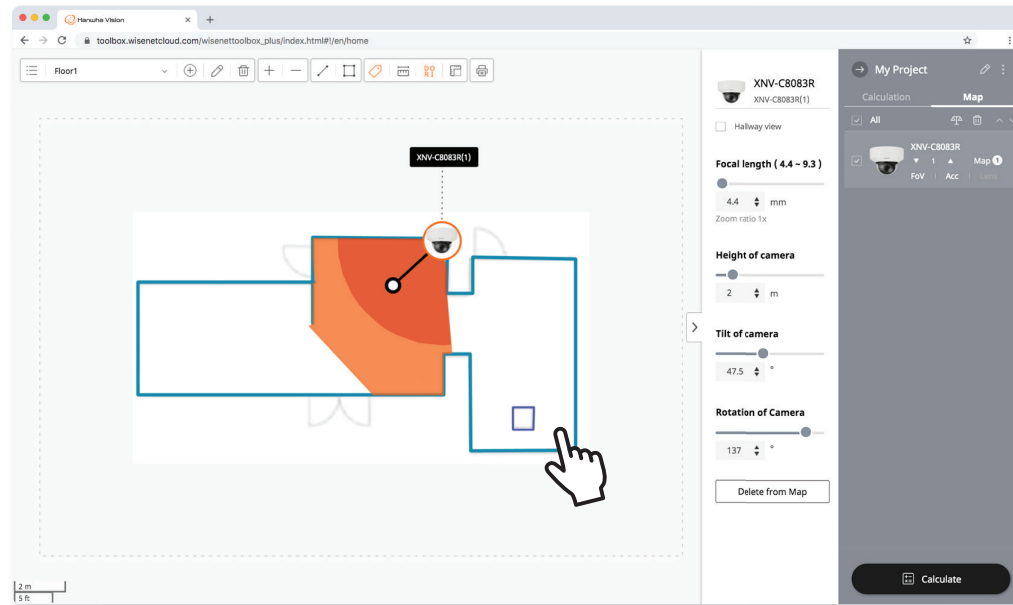 Hanwha Vision
toolbox.wisenetcloud.com/wisenettoolbox_plus/index.html#!/en/home
Floor1
DO
RI
XNV-C8083R
XNV-C8083R(1)
Hallway view
Focal length ( 4.4 ~ 9.3 )
4.4 mm
Zoom ratio 1x
Height of camera
2 m
Tilt of camera
47.5 °
Rotation of Camera
137 °
Delete from Map
My Project
Calculation Map
All
XNV-C8083R
1 Map 1
FoV Acc Lens
Calculate
XNV-C8083R(1)
2 m
5 ft